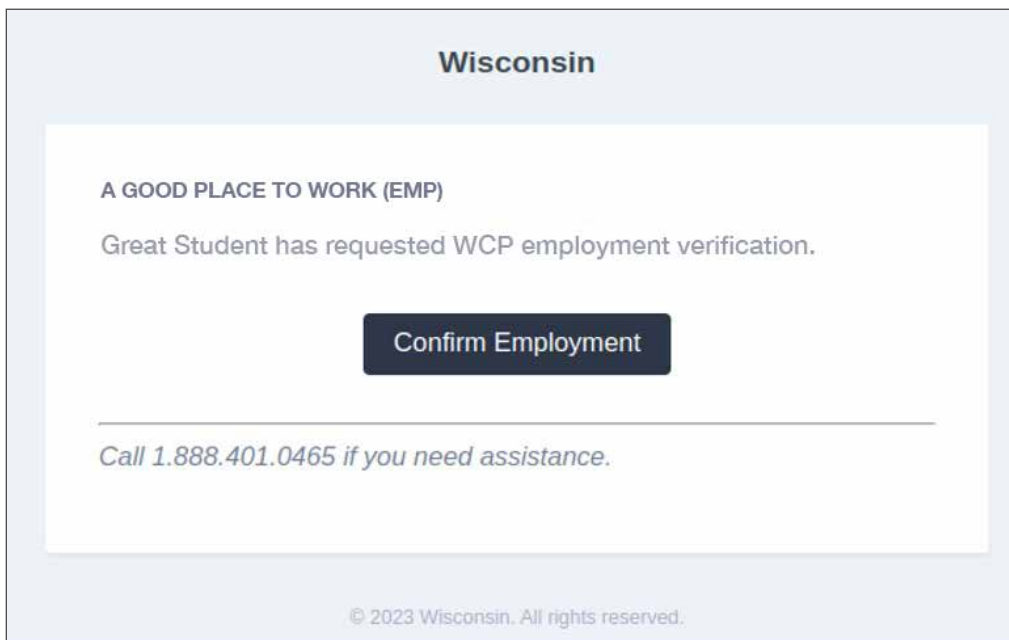 Wisconsin
A GOOD PLACE TO WORK (EMP)
Great Student has requested WCP employment verification.
Confirm Employment
Call 1.888.401.0465 if you need assistance.
© 2023 Wisconsin. All rights reserved.